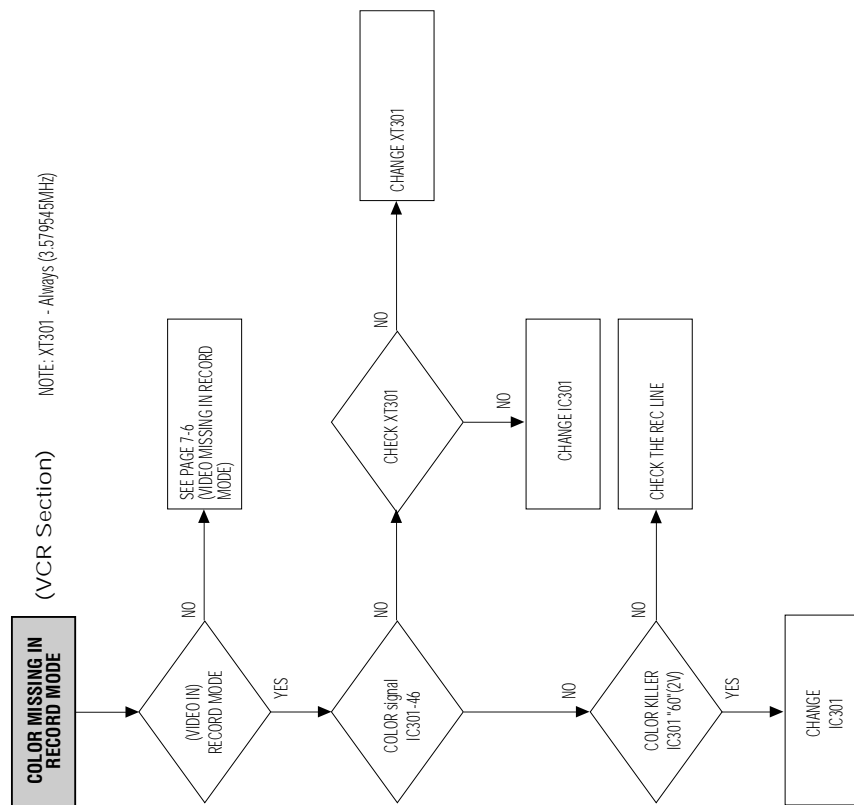 COLOR MISSING IN
RECORD MODE
(VCR Section)
NOTE: XT301 - Always (3.579545MHz)
(VIDEO IN)
RECORD MODE
NO
SEE PAGE 7-6
(VIDEO MISSING IN RECORD
MODE)
YES
COLOR signal
IC301-46
NO
CHECK XT301
NO
CHANGE XT301
NO
CHANGE IC301
NO
COLOR KILLER
IC301 "60"(2V)
NO
CHECK THE REC LINE
YES
CHANGE
IC301